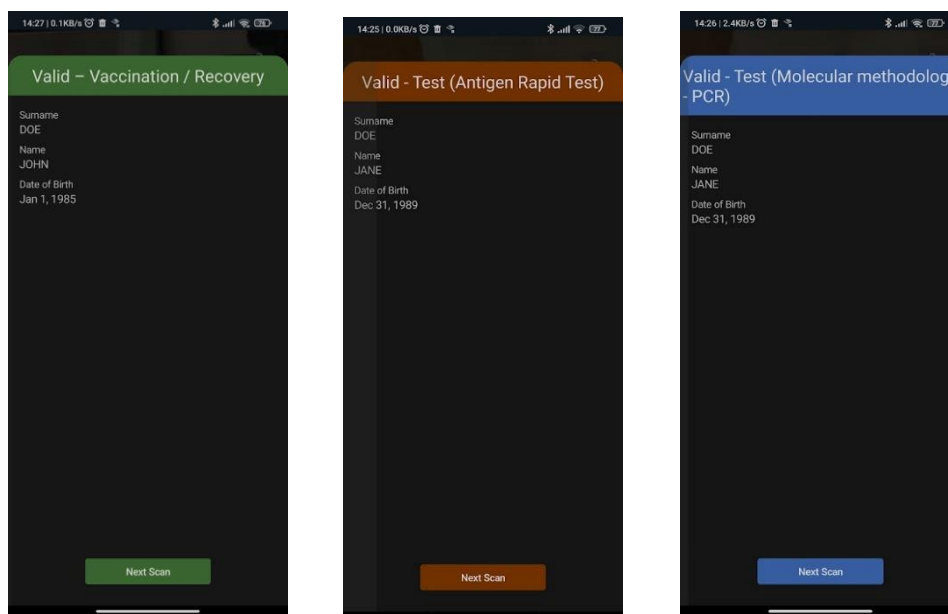 14:27 | 0.1KB/s
Valid – Vaccination / Recovery
Surname
DOE
Name
JOHN
Date of Birth
Jan 1, 1985
Next Scan
14:25 | 0.0KB/s
77
Valid - Test (Antigen Rapid Test)
Surname
DOE
Name
JANE
Date of Birth
Dec 31, 1989
Next Scan
14:26 | 2.4KB/s
77
Valid - Test (Molecular methodolog
- PCR)
Surname
DOE
Name
JANE
Date of Birth
Dec 31, 1989
Next Scan